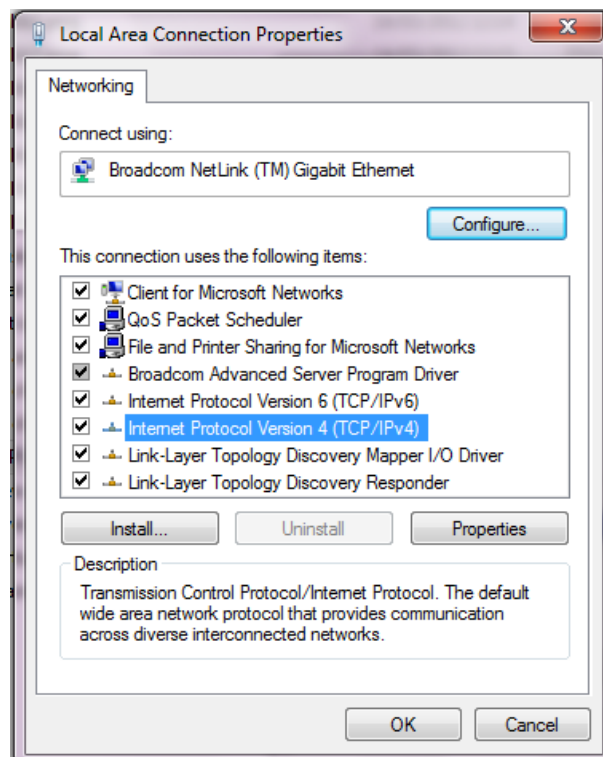 Local Area Connection Properties
Networking
Connect using:
Broadcom NetLink (TM) Gigabit Ethernet
Configure...
This connection uses the following items:
Client for Microsoft Networks
QoS Packet Scheduler
File and Printer Sharing for Microsoft Networks
Broadcom Advanced Server Program Driver
Internet Protocol Version 6 (TCP/IPv6)
Internet Protocol Version 4 (TCP/IPv4)
Link-Layer Topology Discovery Mapper I/O Driver
Link-Layer Topology Discovery Responder
Install... Uninstall Properties
Description
Transmission Control Protocol/Internet Protocol. The default
wide area network protocol that provides communication
across diverse interconnected networks.
OK Cancel